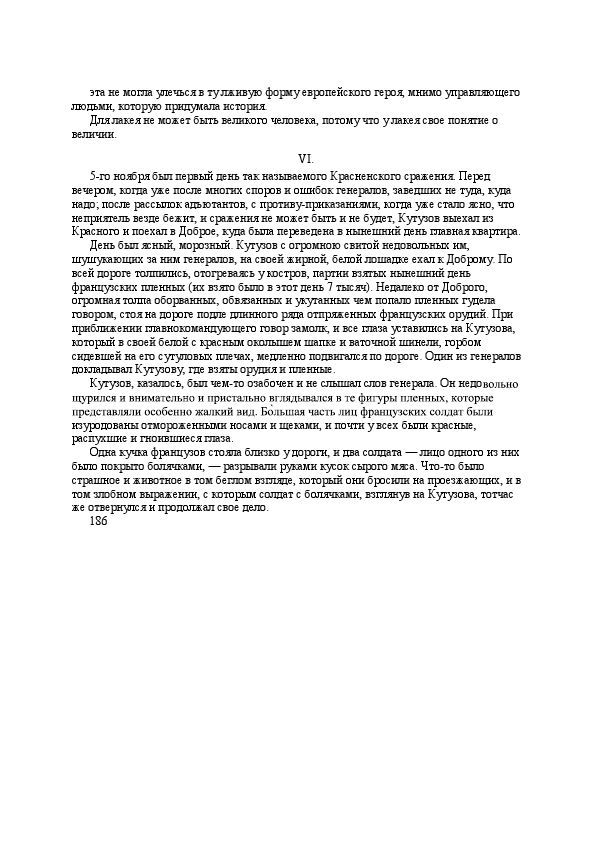 эта не могла улечься в ту лживую форму европейского героя, мнимо управляющего
людьми, которую придумала история.
Для лакея не может быть великого человека, потому что у лакея свое понятие о
величии.
VI.
5-го ноября был первый день так называемого Красненского сражения. Перед
вечером, когда уже после многих споров и ошибок генералов, заведших не туда, куда
надо; после рассылок адъютантов, с противу-приказаниями, когда уже стало ясно, что
неприятель везде бежит, и сражения не может быть и не будет, Кутузов выехал из
Красного и поехал в Доброе, куда была переведена в нынешний день главная квартира.
День был ясный, морозный. Кутузов с огромною свитой недовольных им,
шушукающих за ним генералов, на своей жирной, белой лошадке ехал к Доброму. По
всей дороге толпились, отогреваясь у костров, партии взятых нынешний день
французских пленных (их взято было в этот день 7 тысяч). Недалеко от Доброго,
огромная толпа оборванных, обвязанных и укутанных чем попало пленных гудела
говором, стоя на дороге подле длинного ряда отпряженных французских орудий. При
приближении главнокомандующего говор замолк, и все глаза уставились на Кутузова,
который в своей белой с красным околышем шапке и ваточной шинели, горбом
сидевшей на его сутуловых плечах, медленно подвигался по дороге. Один из генералов
докладывал Кутузову, где взяты орудия и пленные.
Кутузов, казалось, был чем-то озабочен и не слышал слов генерала. Он недовольно
щурился и внимательно и пристально вглядывался в те фигуры пленных, которые
представляли особенно жалкий вид. Бо̀льшая часть лиц французских солдат были
изуродованы отмороженными носами и щеками, и почти у всех были красные,
распухшие и гноившиеся глаза.
Одна кучка французов стояла близко у дороги, и два солдата — лицо одного из них
было покрыто болячками, — разрывали руками кусок сырого мяса. Что-то было
страшное и животное в том беглом взгляде, который они бросили на проезжающих, и в
том злобном выражении, с которым солдат с болячками, взглянув на Кутузова, тотчас
же отвернулся и продолжал свое дело.
186